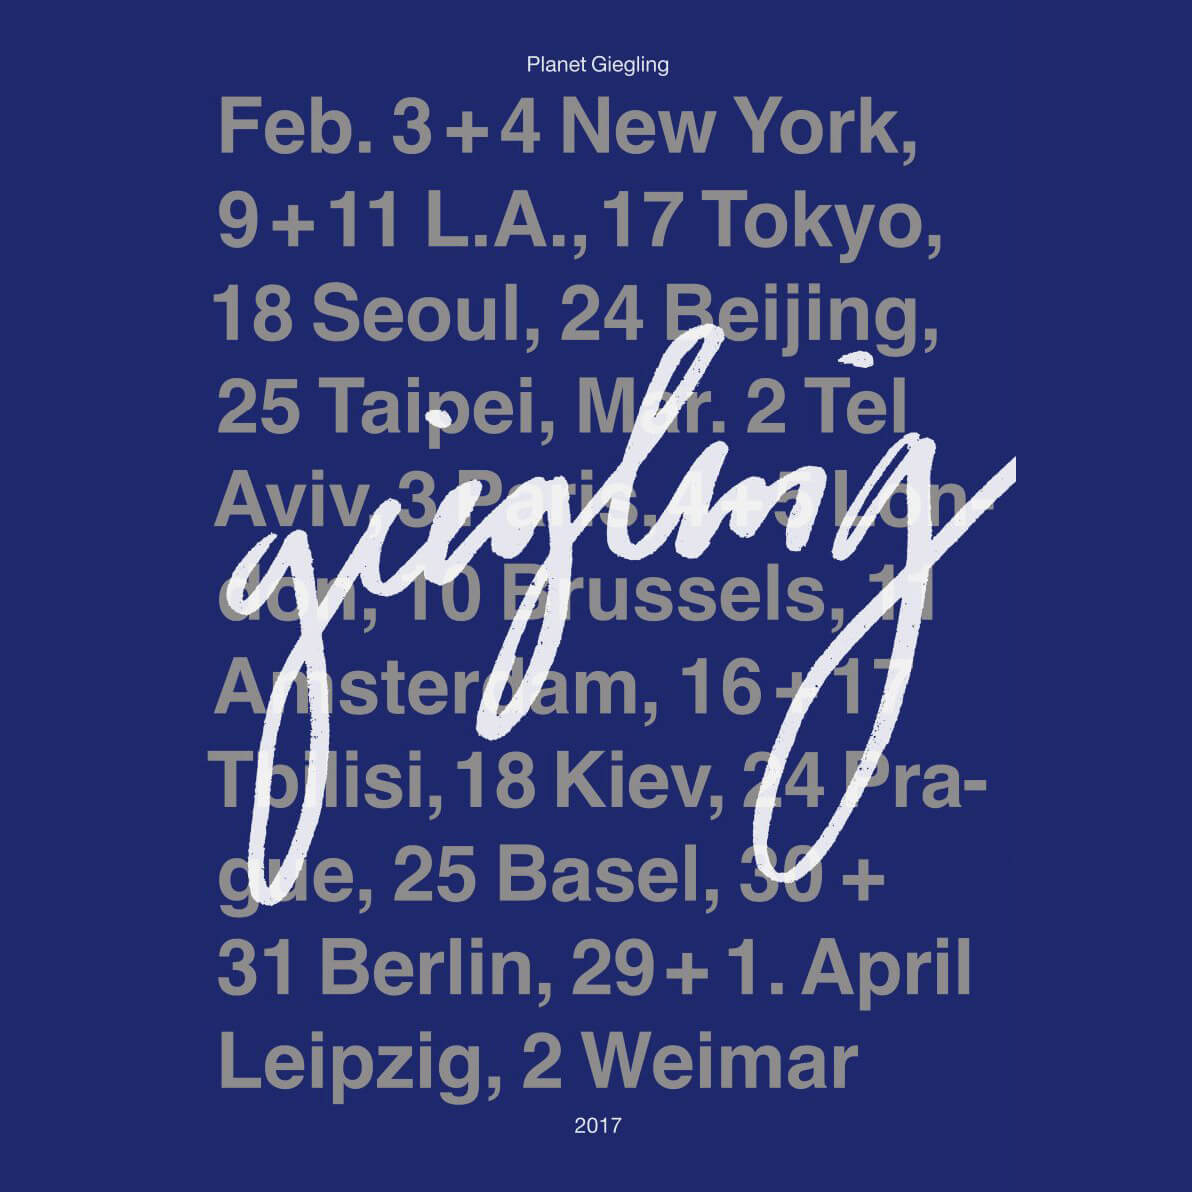 Planet Giegling
Feb. 3 + 4 New York,
9 + 11 L.A., 17 Tokyo,
18 Seoul, 24 Beijing,
25 Taipei, Mar. 2 Tel
Aviv, 3 Paris, 4 + 5 Lon-
don, 10 Brussels, 11
Amsterdam, 16 + 17
Tbilisi, 18 Kiev, 24 Pra-
gue, 25 Basel, 30 +
31 Berlin, 29 + 1. April
Leipzig, 2 Weimar
giegling
2017